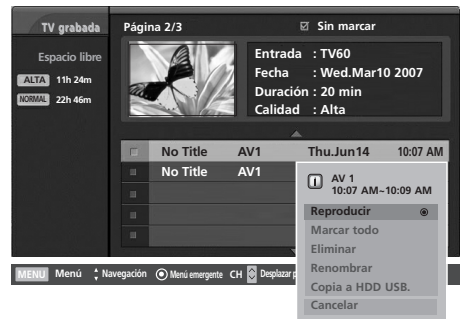 TV grabada
Página 2/3
Sin marcar
Espacio libre
ALTA 11h 24m
NORMAL 22h 46m
Entrada : TV60
Fecha : Wed.Mar10 2007
Duración : 20 min
Calidad : Alta
No Title AV1 Thu.Jun14 10:07 AM
No Title AV1
AV 1
10:07 AM~10:09 AM
Reproducir
Marcar todo
Eliminar
Renombrar
Copia a HDD USB.
Cancelar
MENU Menú Navegación Menú emergente CH Desplazar